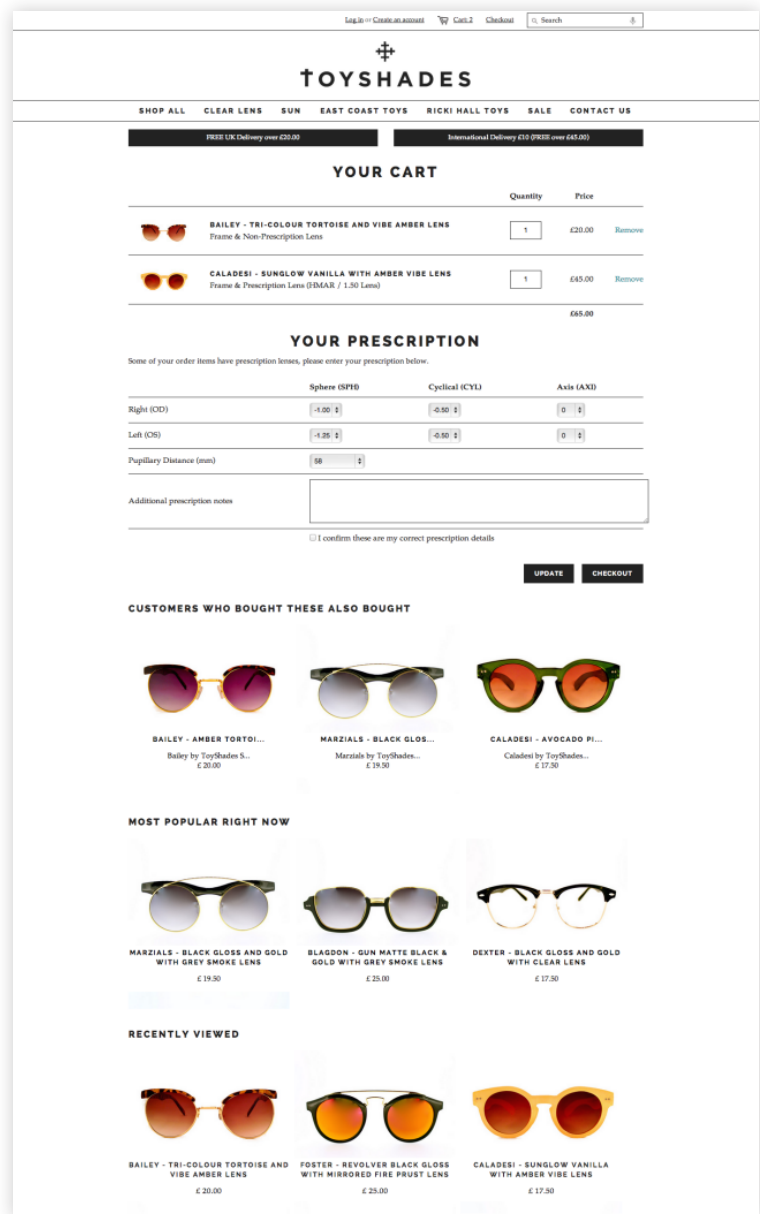 Log in or Create an account Cart: 2 Checkout Search
TOYSHADES
SHOP ALL CLEAR LENS SUN EAST COAST TOYS RICKI HALL TOYS SALE CONTACT US
FREE UK Delivery over £20.00 International Delivery £10 (FREE over £45.00)
YOUR CART
Quantity Price
BAILEY - TRI-COLOUR TORTOISE AND VIBE AMBER LENS
Frame & Non-Prescription Lens
1 £20.00 Remove
CALADESI - SUNGLOW VANILLA WITH AMBER VIBE LENS
Frame & Prescription Lens (HMAR / 1.50 Lens)
1 £45.00 Remove
£65.00
YOUR PRESCRIPTION
Some of your order items have prescription lenses, please enter your prescription below.
Sphere (SPH) Cyclical (CYL) Axis (AXI)
Right (OD) -1.00 -0.50 0
Left (OS) -1.25 -0.50 0
Pupillary Distance (mm) 58
Additional prescription notes
I confirm these are my correct prescription details
UPDATE CHECKOUT
CUSTOMERS WHO BOUGHT THESE ALSO BOUGHT
BAILEY - AMBER TORTOI... MARZIALS - BLACK GLOS... CALADESI - AVOCADO PI...
Bailey by ToyShades S... Marzials by ToyShades... Caladesi by ToyShades...
£ 20.00 £ 19.50 £ 17.50
MOST POPULAR RIGHT NOW
MARZIALS - BLACK GLOSS AND GOLD BLAGDON - GUN MATTE BLACK & DEXTER - BLACK GLOSS AND GOLD
WITH GREY SMOKE LENS GOLD WITH GREY SMOKE LENS WITH CLEAR LENS
£ 19.50 £ 25.00 £ 17.50
RECENTLY VIEWED
BAILEY - TRI-COLOUR TORTOISE AND FOSTER - REVOLVER BLACK GLOSS CALADESI - SUNGLOW VANILLA
VIBE AMBER LENS WITH MIRRORED FIRE PRUST LENS WITH AMBER VIBE LENS
£ 20.00 £ 25.00 £ 17.50